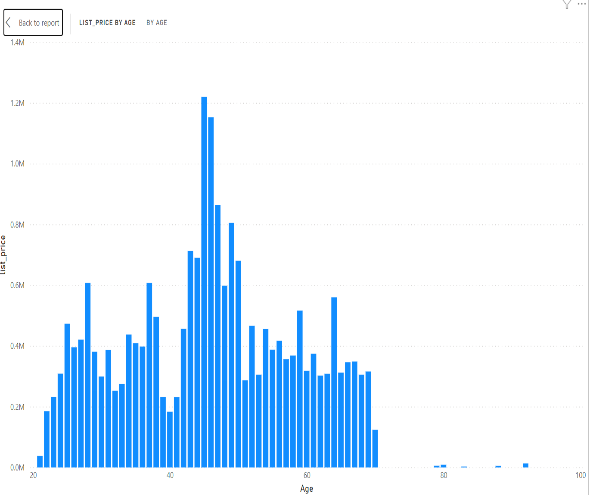 Back to report
LIST_PRICE BY AGE
BY AGE
1.4M
1.2M
1.0M
0.8M
0.6M
0.4M
0.2M
0.0M
list_price
20
40
60
80
100
Age